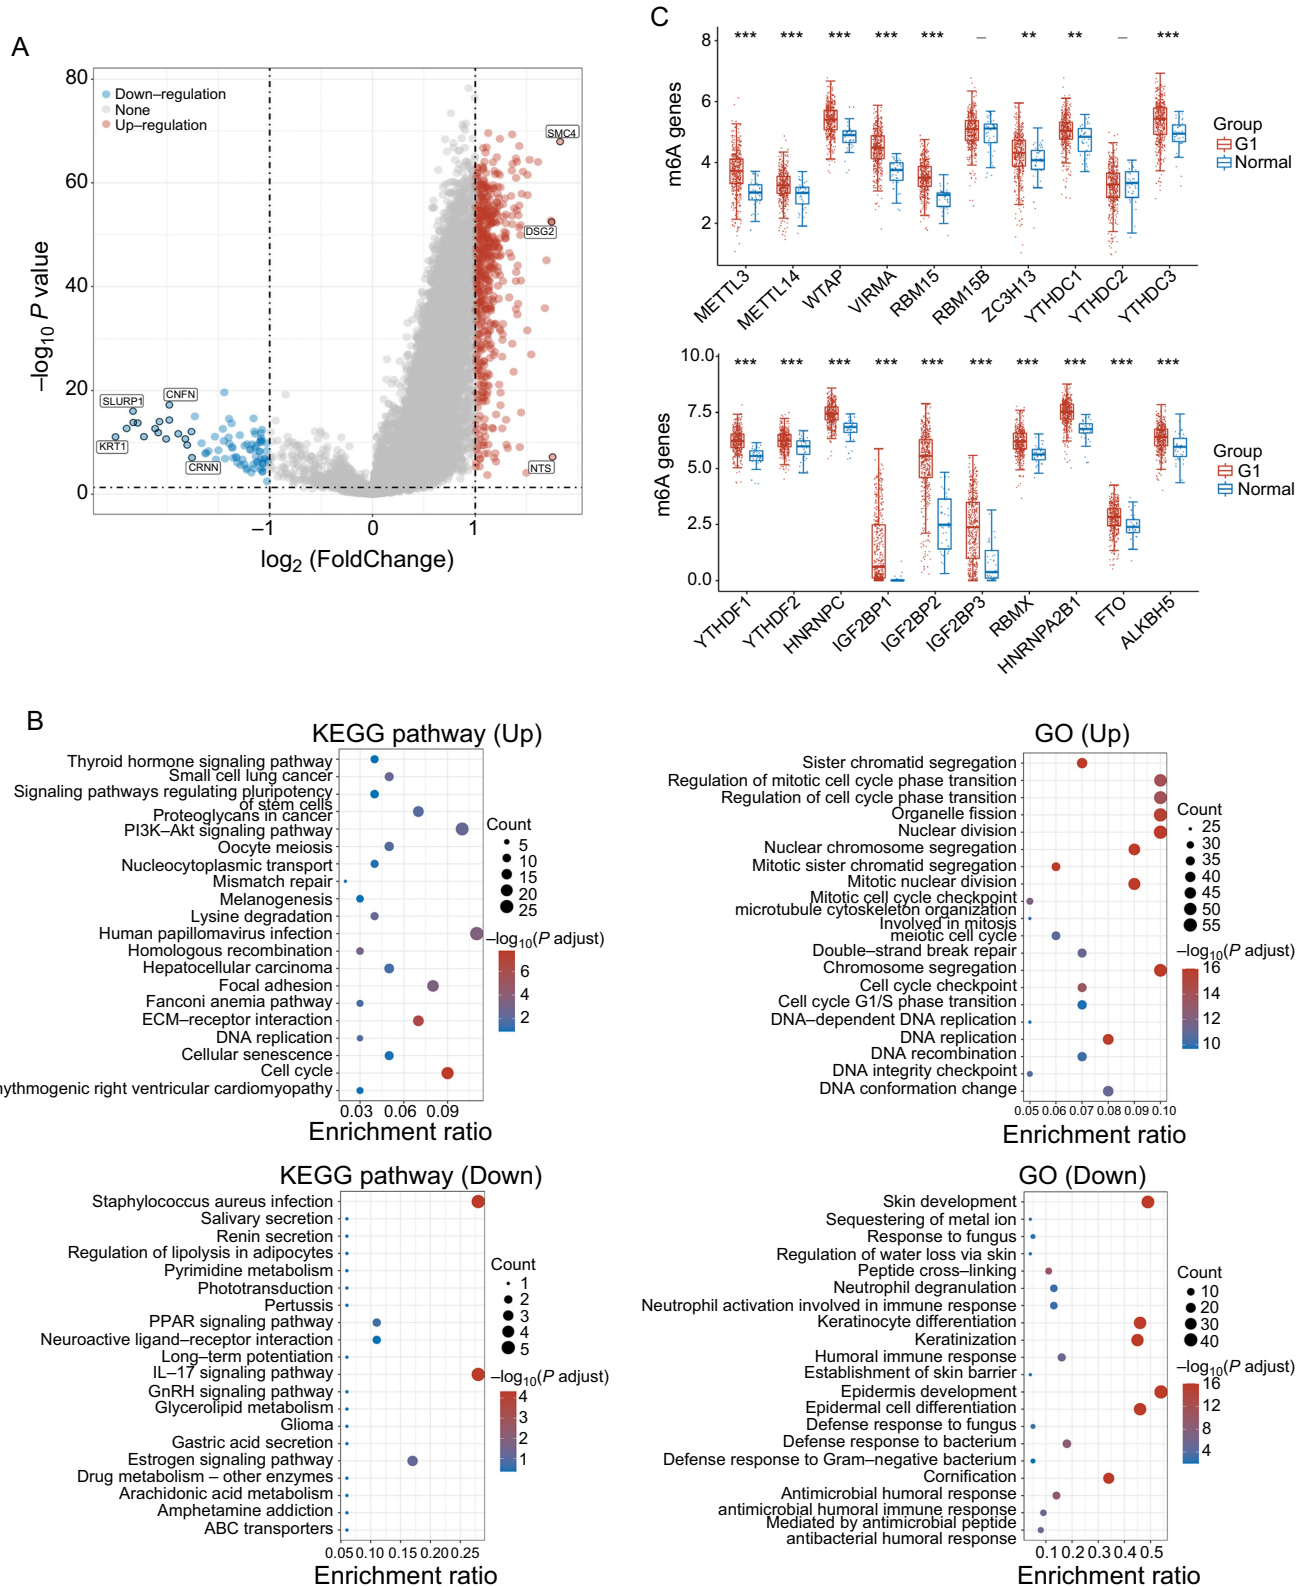 A
80
60
40
20
0
–log10 P value
Down–regulation
None
Up–regulation
SMC4
DSG2
NTS
SLURP1
CNFN
KRT1
CRNN
–1
0
1
log2 (FoldChange)
C
8
6
4
2
m6A genes
*** *** *** *** *** – ** ** – ***
METTL3
METTL14
WTAP
VIRMA
RBM15
RBM15B
ZC3H13
YTHDC1
YTHDC2
YTHDC3
Group
G1
Normal
10.0
7.5
5.0
2.5
0.0
m6A genes
*** *** *** *** *** *** *** *** *** ***
YTHDF1
YTHDF2
HNRNPC
IGF2BP1
IGF2BP2
IGF2BP3
RBMX
HNRNPA2B1
FTO
ALKBH5
Group
G1
Normal
B
KEGG pathway (Up)
Thyroid hormone signaling pathway
Small cell lung cancer
Signaling pathways regulating pluripotency
of stem cells
Proteoglycans in cancer
PI3K–Akt signaling pathway
Oocyte meiosis
Nucleocytoplasmic transport
Mismatch repair
Melanogenesis
Lysine degradation
Human papillomavirus infection
Homologous recombination
Hepatocellular carcinoma
Focal adhesion
Fanconi anemia pathway
ECM–receptor interaction
DNA replication
Cellular senescence
Cell cycle
hythmogenic right ventricular cardiomyopathy
0.03 0.06 0.09
Enrichment ratio
Count
5
10
15
20
25
–log10(P adjust)
6
4
2
GO (Up)
Sister chromatid segregation
Regulation of mitotic cell cycle phase transition
Regulation of cell cycle phase transition
Organelle fission
Nuclear division
Nuclear chromosome segregation
Mitotic sister chromatid segregation
Mitotic nuclear division
Mitotic cell cycle checkpoint
microtubule cytoskeleton organization
Involved in mitosis
meiotic cell cycle
Double–strand break repair
Chromosome segregation
Cell cycle checkpoint
Cell cycle G1/S phase transition
DNA–dependent DNA replication
DNA replication
DNA recombination
DNA integrity checkpoint
DNA conformation change
0.05 0.06 0.07 0.08 0.09 0.10
Enrichment ratio
Count
25
30
35
40
45
50
55
–log10(P adjust)
16
14
12
10
KEGG pathway (Down)
Staphylococcus aureus infection
Salivary secretion
Renin secretion
Regulation of lipolysis in adipocytes
Pyrimidine metabolism
Phototransduction
Pertussis
PPAR signaling pathway
Neuroactive ligand–receptor interaction
Long–term potentiation
IL–17 signaling pathway
GnRH signaling pathway
Glycerolipid metabolism
Glioma
Gastric acid secretion
Estrogen signaling pathway
Drug metabolism – other enzymes
Arachidonic acid metabolism
Amphetamine addiction
ABC transporters
0.05 0.10 0.15 0.20 0.25
Enrichment ratio
Count
1
2
3
4
5
–log10(P adjust)
4
3
2
1
GO (Down)
Skin development
Sequestering of metal ion
Response to fungus
Regulation of water loss via skin
Peptide cross–linking
Neutrophil degranulation
Neutrophil activation involved in immune response
Keratinocyte differentiation
Keratinization
Humoral immune response
Establishment of skin barrier
Epidermis development
Epidermal cell differentiation
Defense response to fungus
Defense response to bacterium
Defense response to Gram–negative bacterium
Cornification
Antimicrobial humoral response
antimicrobial humoral immune response
Mediated by antimicrobial peptide
antibacterial humoral response
0.1 0.2 0.3 0.4 0.5
Enrichment ratio
Count
10
20
30
40
–log10(P adjust)
16
12
8
4